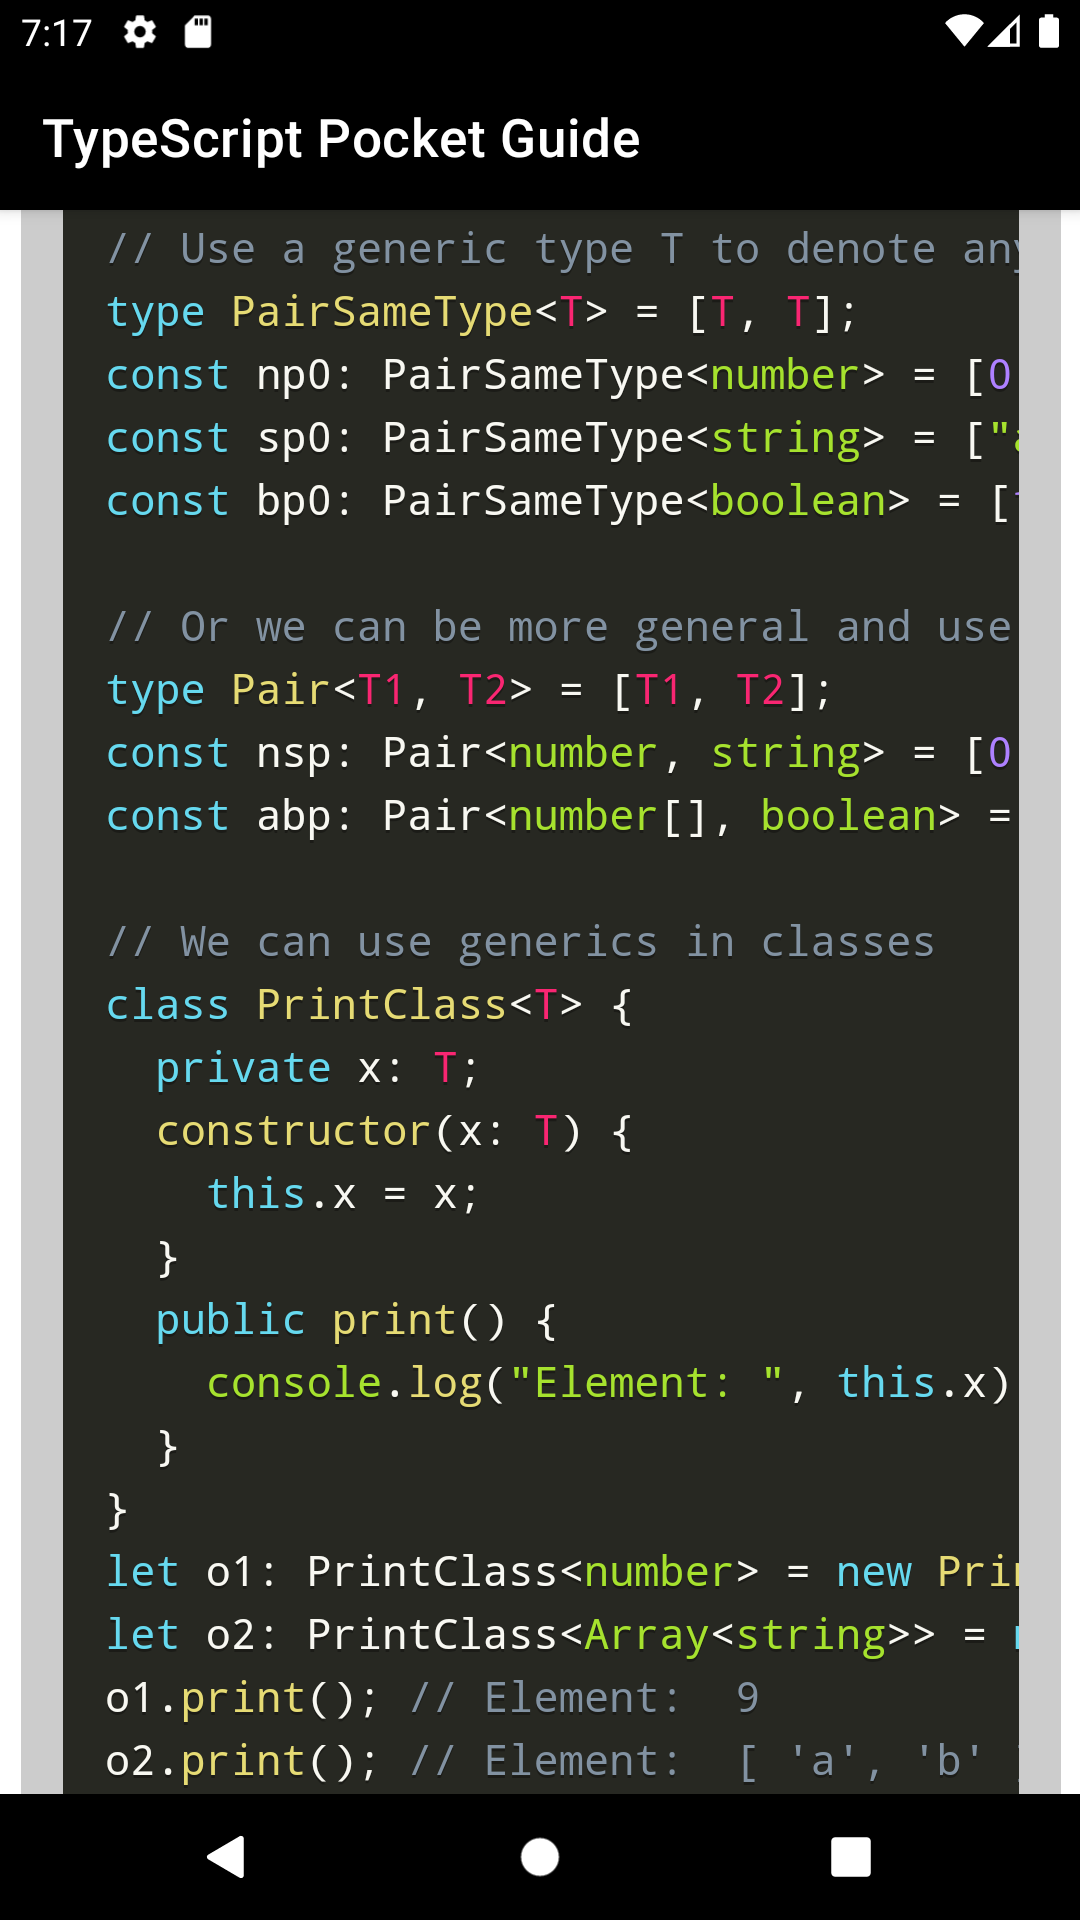 7:17
TypeScript Pocket Guide
// Use a generic type T to denote any
type PairSameType<T> = [T, T];
const np0: PairSameType<number> = [0
const sp0: PairSameType<string> = ["a
const bp0: PairSameType<boolean> = [
// Or we can be more general and use
type Pair<T1, T2> = [T1, T2];
const nsp: Pair<number, string> = [0
const abp: Pair<number[], boolean> =
// We can use generics in classes
class PrintClass<T> {
  private x: T;
  constructor(x: T) {
    this.x = x;
  }
  public print() {
    console.log("Element: ", this.x)
  }
}
let o1: PrintClass<number> = new Prin
let o2: PrintClass<Array<string>> =
o1.print(); // Element:  9
o2.print(); // Element:  [ 'a', 'b'